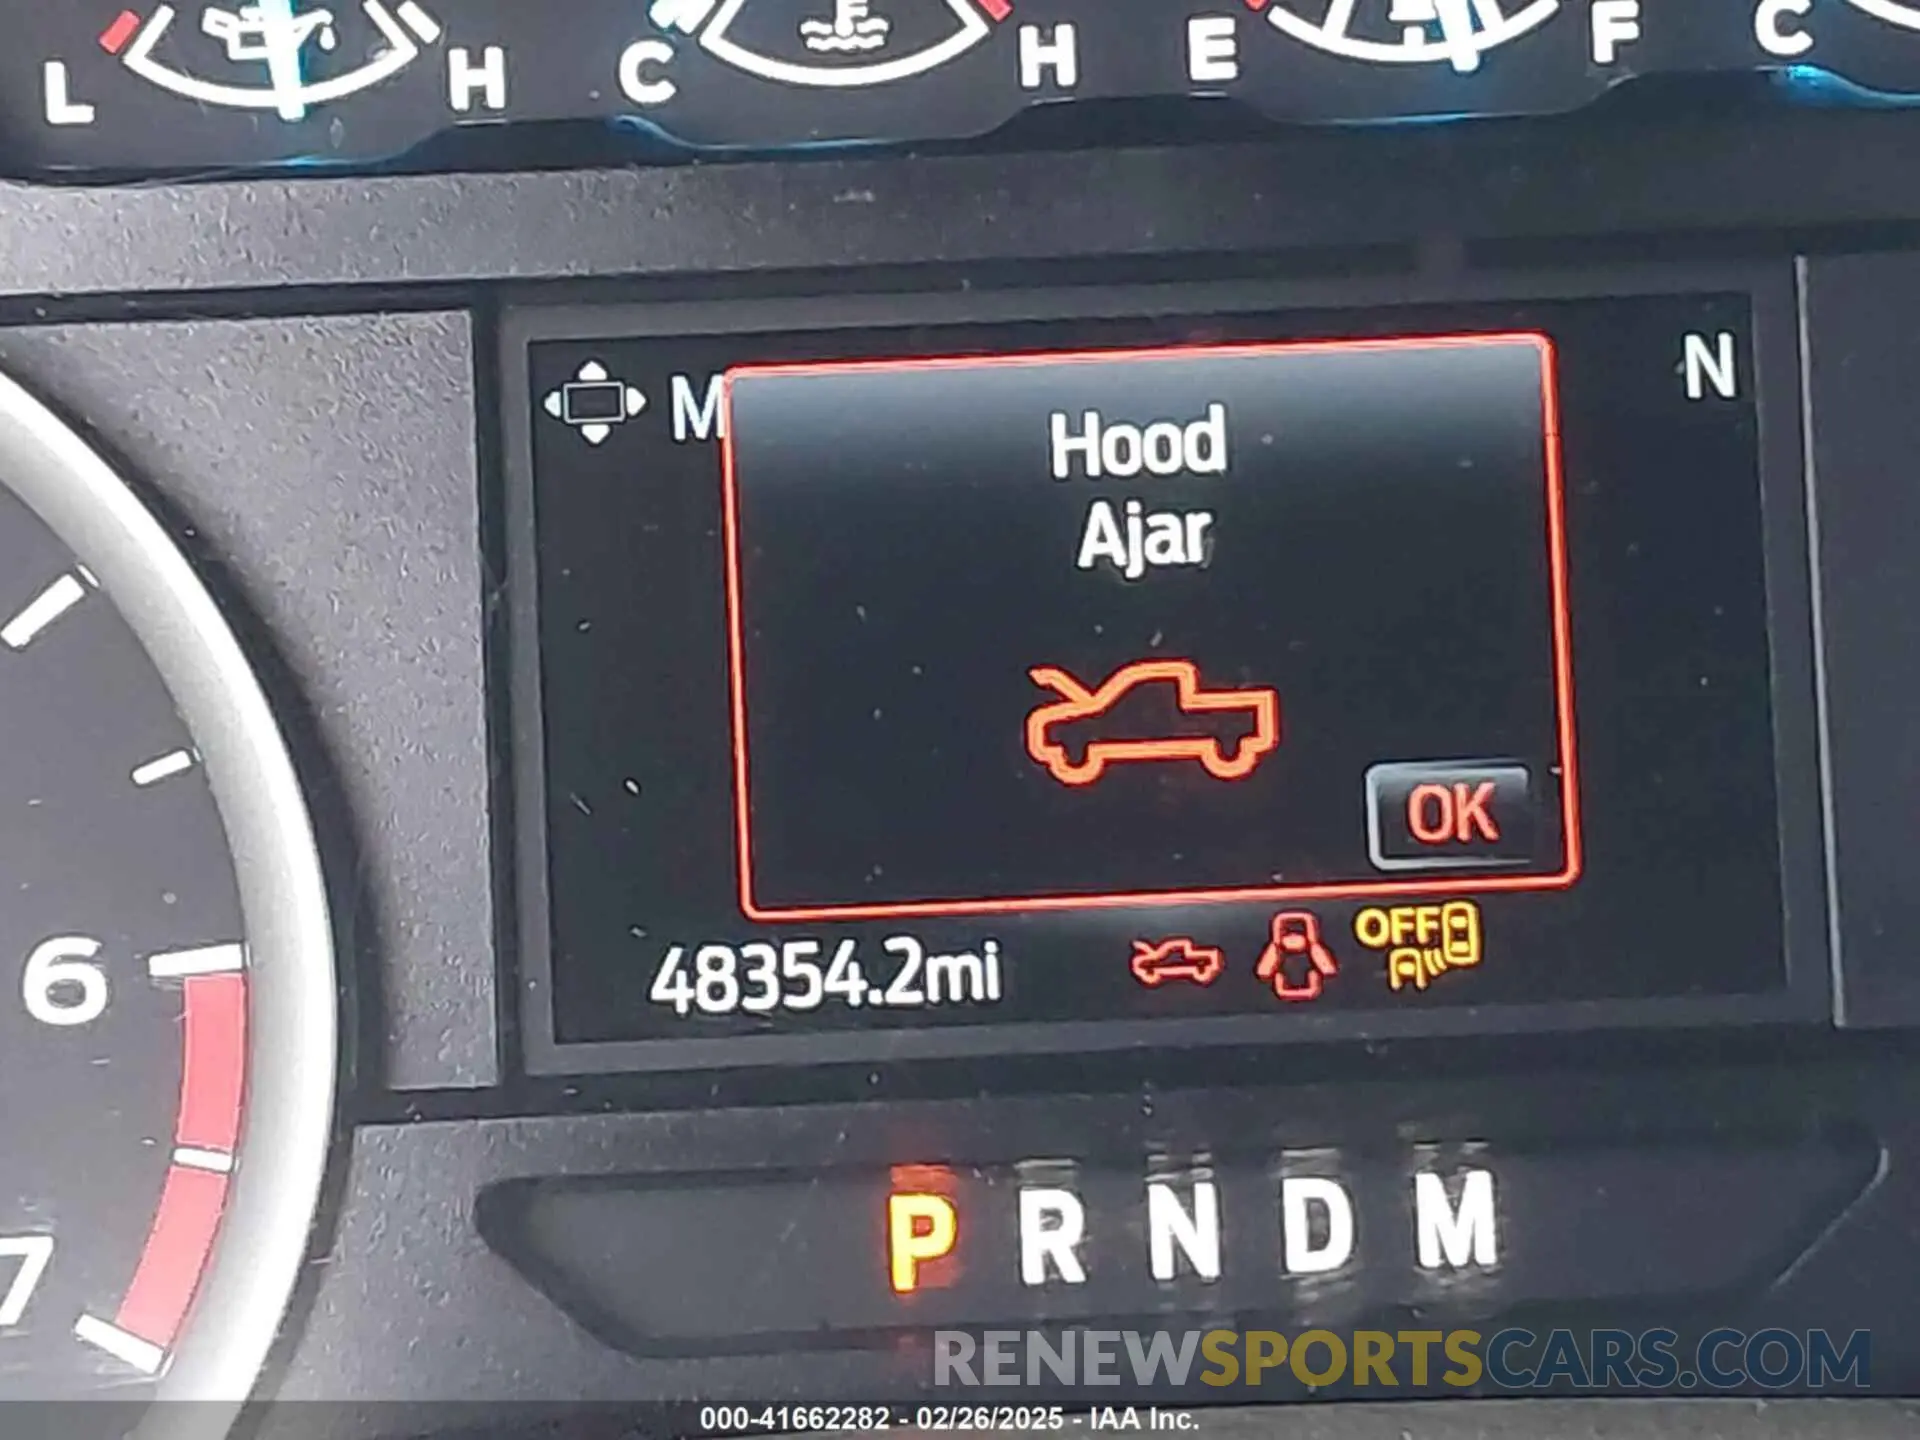 L H C H E F C
M N
Hood
Ajar
OK
48354.2mi OFF
6
7
P R N D M
RENEWSPORTSCARS.COM
000-41662282 - 02/26/2025 - IAA Inc.